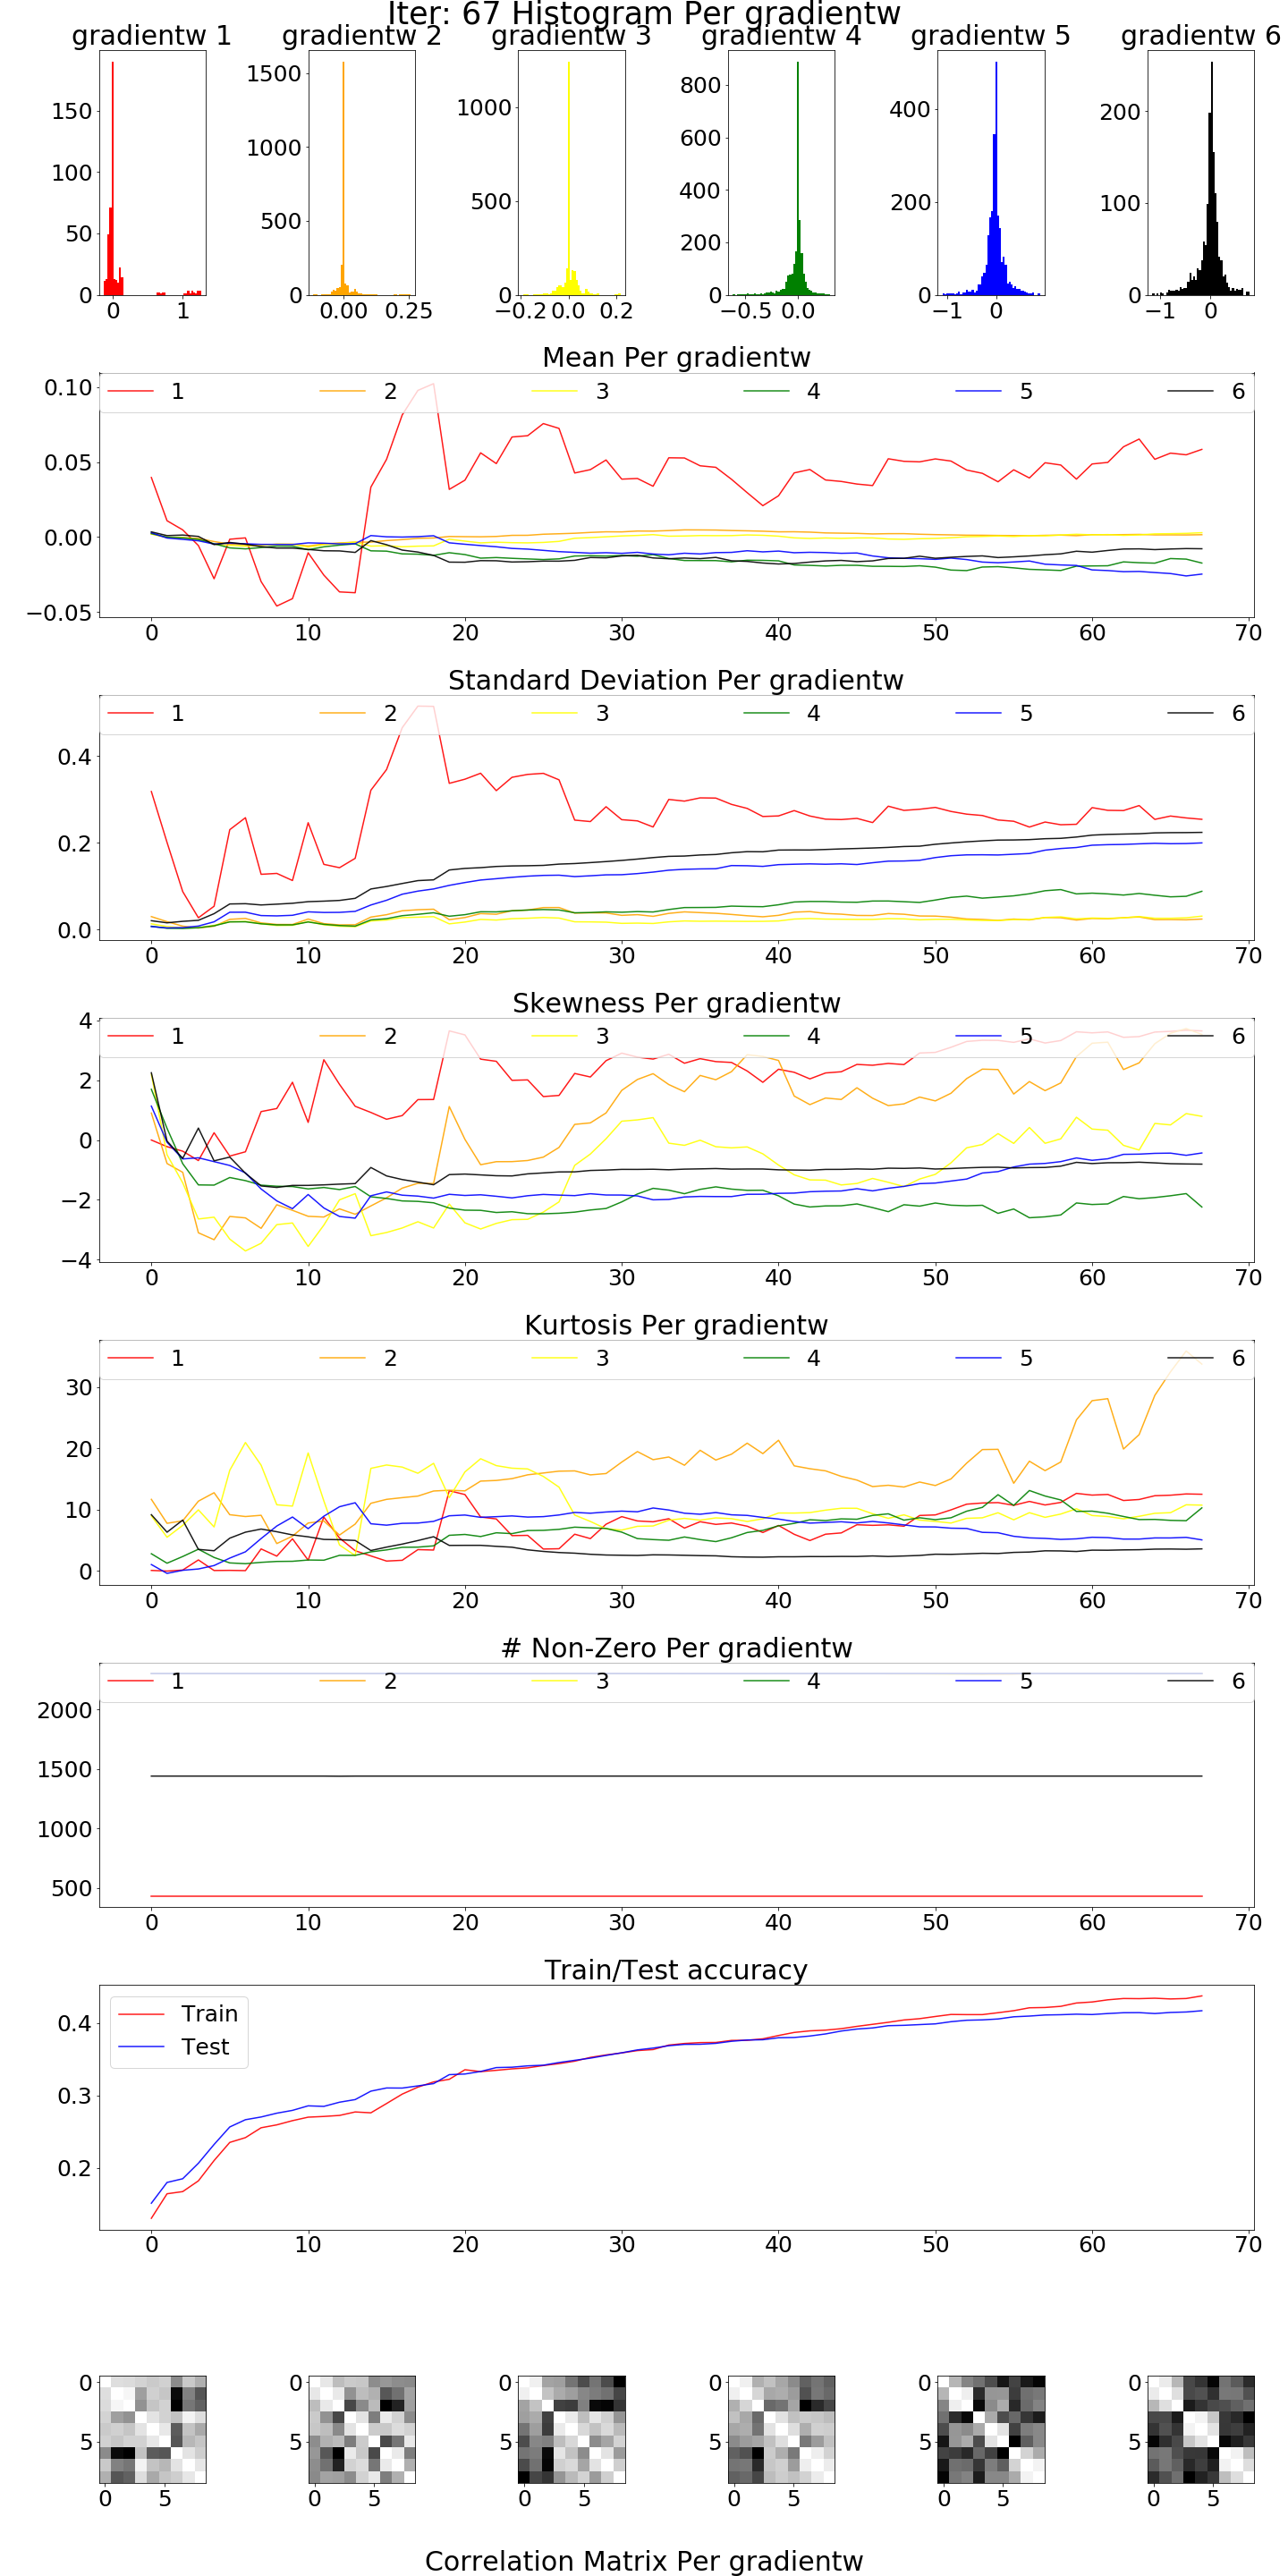 Iter: 67 Histogram Per gradientw
gradientw 1 gradientw 2 gradientw 3 gradientw 4 gradientw 5 gradientw 6
150
100
50
0
0 1
1500
1000
500
0
0.00 0.25
1000
500
0
−0.2 0.0 0.2
800
600
400
200
0
−0.5 0.0
400
200
0
−1 0
200
100
0
−1 0
Mean Per gradientw
1 2 3 4 5 6
0.10
0.05
0.00
−0.05
0 10 20 30 40 50 60 70
Standard Deviation Per gradientw
1 2 3 4 5 6
0.4
0.2
0.0
0 10 20 30 40 50 60 70
Skewness Per gradientw
1 2 3 4 5 6
4
2
0
−2
−4
0 10 20 30 40 50 60 70
Kurtosis Per gradientw
1 2 3 4 5 6
30
20
10
0
0 10 20 30 40 50 60 70
# Non-Zero Per gradientw
1 2 3 4 5 6
2000
1500
1000
500
0 10 20 30 40 50 60 70
Train/Test accuracy
Train
Test
0.4
0.3
0.2
0 10 20 30 40 50 60 70
0
5
0 5
0
5
0 5
0
5
0 5
0
5
0 5
0
5
0 5
0
5
0 5
Correlation Matrix Per gradientw